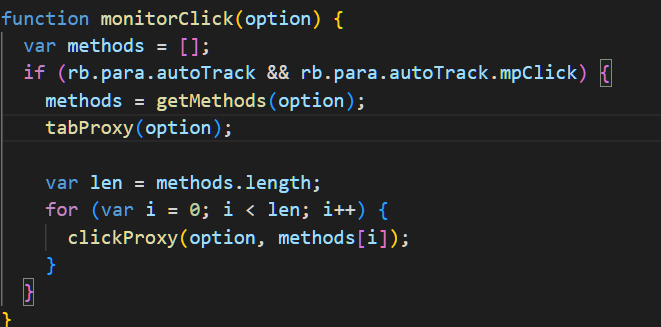 function monitorClick(option) {
  var methods = [];
  if (rb.para.autoTrack && rb.para.autoTrack.mpClick) {
    methods = getMethods(option);
    tabProxy(option);

    var len = methods.length;
    for (var i = 0; i < len; i++) {
      clickProxy(option, methods[i]);
    }
  }
}